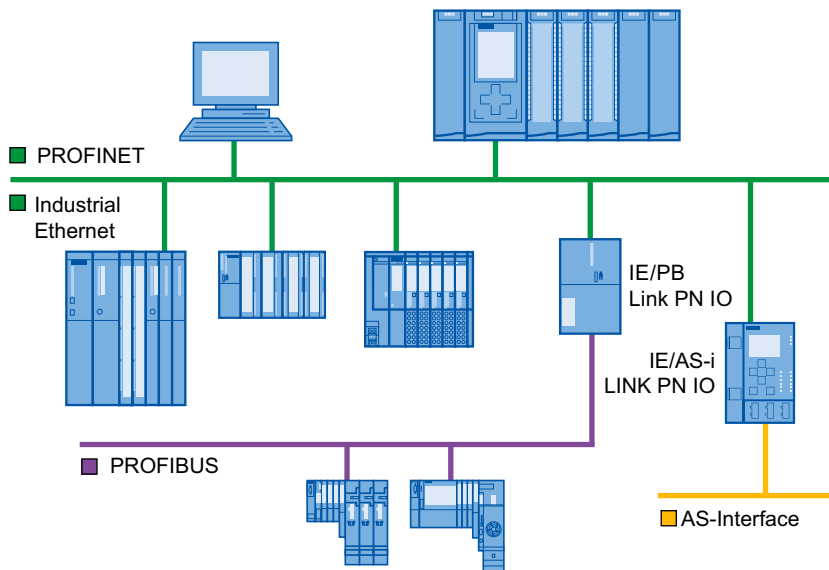 PROFINET
Industrial
Ethernet
IE/PB
Link PN IO
IE/AS-i
LINK PN IO
PROFIBUS
AS-Interface